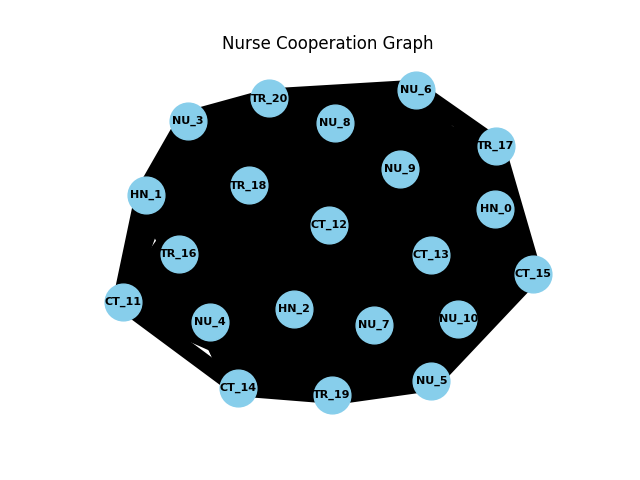 Nurse Cooperation Graph
NU_6
TR_20
NU_3
NU_8
TR_17
NU_9
TR_18
HN_1
HN_0
CT_12
TR_16
CT_13
CT_15
CT_11
HN_2
NU_4
NU_7
NU_10
NU_5
CT_14
TR_19